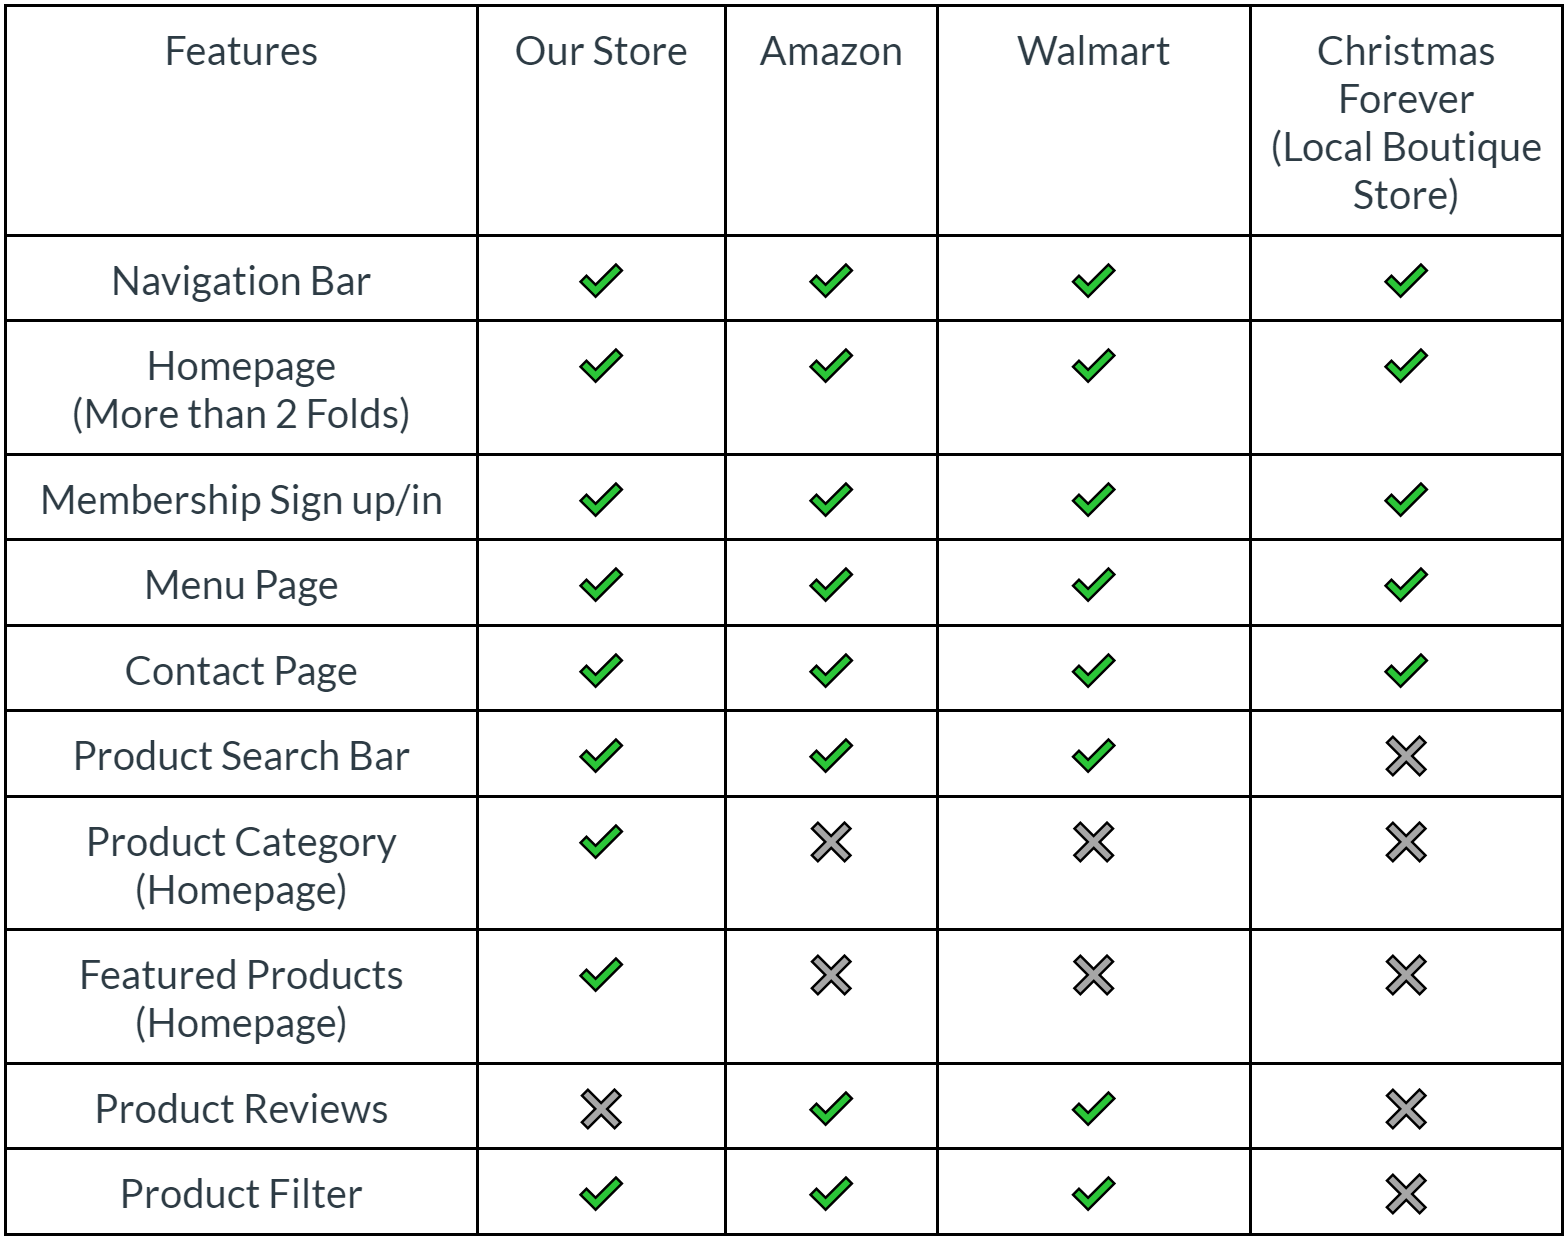 Features Our Store Amazon Walmart Christmas
Forever
(Local Boutique
Store)
Navigation Bar
Homepage
(More than 2 Folds)
Membership Sign up/in
Menu Page
Contact Page
Product Search Bar
Product Category
(Homepage)
Featured Products
(Homepage)
Product Reviews
Product Filter